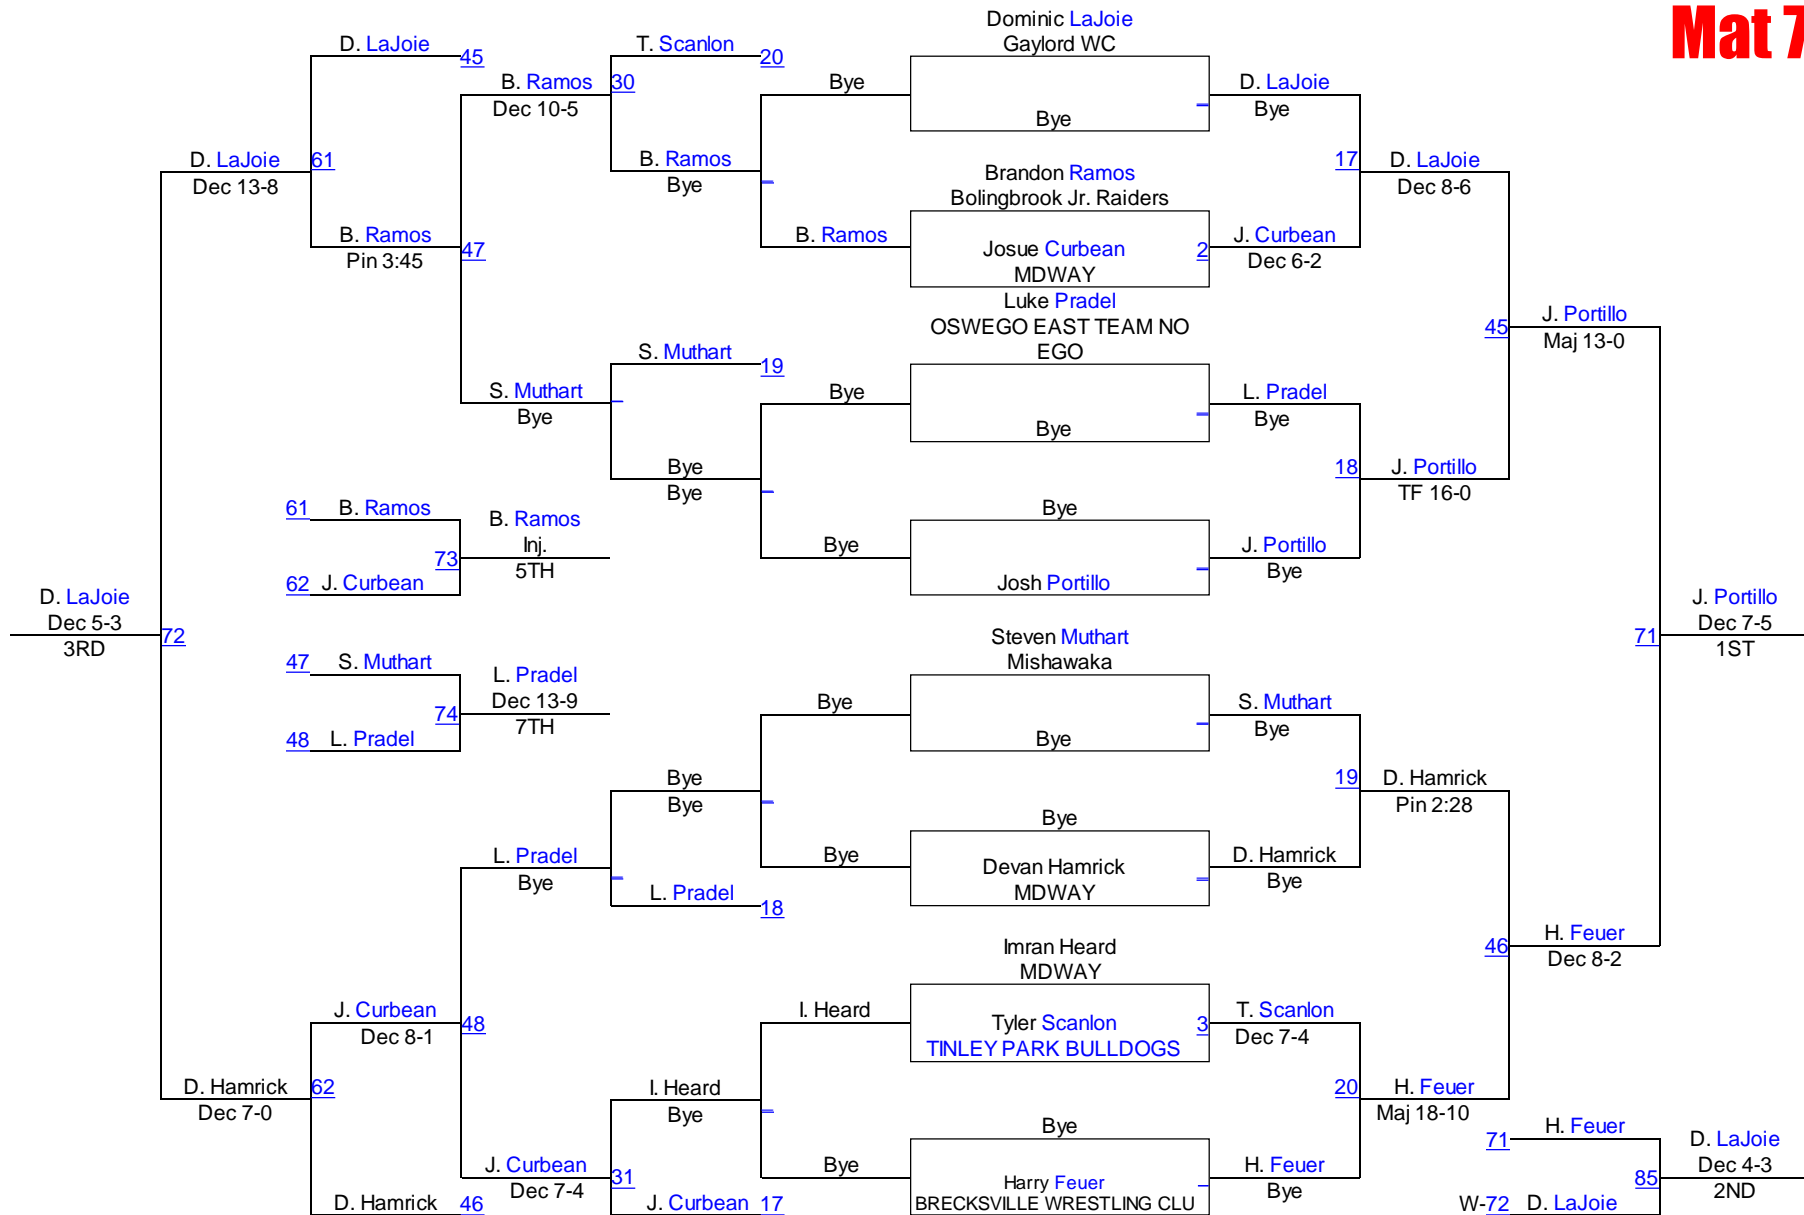 Mat 7
Dominic LaJoie
Gaylord WC
D. LaJoie
45
T. Scanlon
20
B. Ramos
30
Dec 10-5
Bye
Bye
D. LaJoie
Bye
D. LaJoie
61
Dec 13-8
B. Ramos
Bye
Brandon Ramos
Bolingbrook Jr. Raiders
17
D. LaJoie
Dec 8-6
B. Ramos
Pin 3:45
47
B. Ramos
Josue Curbean
2
MDWAY
J. Curbean
Dec 6-2
Luke Pradel
OSWEGO EAST TEAM NO
EGO
45
J. Portillo
Maj 13-0
S. Muthart
19
S. Muthart
Bye
Bye
Bye
L. Pradel
Bye
Bye
Bye
18
J. Portillo
TF 16-0
61
B. Ramos
B. Ramos
Inj.
5TH
73
62
J. Curbean
Bye
Bye
Josh Portillo
J. Portillo
Bye
D. LaJoie
Dec 5-3
3RD
72
J. Portillo
Dec 7-5
1ST
71
47
S. Muthart
L. Pradel
Dec 13-9
7TH
74
48
L. Pradel
Steven Muthart
Mishawaka
Bye
Bye
S. Muthart
Bye
Bye
Bye
19
D. Hamrick
Pin 2:28
L. Pradel
Bye
Bye
Bye
Devan Hamrick
MDWAY
D. Hamrick
Bye
L. Pradel
18
Imran Heard
MDWAY
46
H. Feuer
Dec 8-2
J. Curbean
Dec 8-1
48
I. Heard
Tyler Scanlon
3
TINLEY PARK BULLDOGS
T. Scanlon
Dec 7-4
D. Hamrick
62
Dec 7-0
I. Heard
Bye
20
H. Feuer
Maj 18-10
Bye
Bye
Harry Feuer
BRECKSVILLE WRESTLING CLU
H. Feuer
Bye
J. Curbean
31
Dec 7-4
D. Hamrick
46
J. Curbean
17
71
H. Feuer
D. LaJoie
Dec 4-3
2ND
85
W-72
D. LaJoie